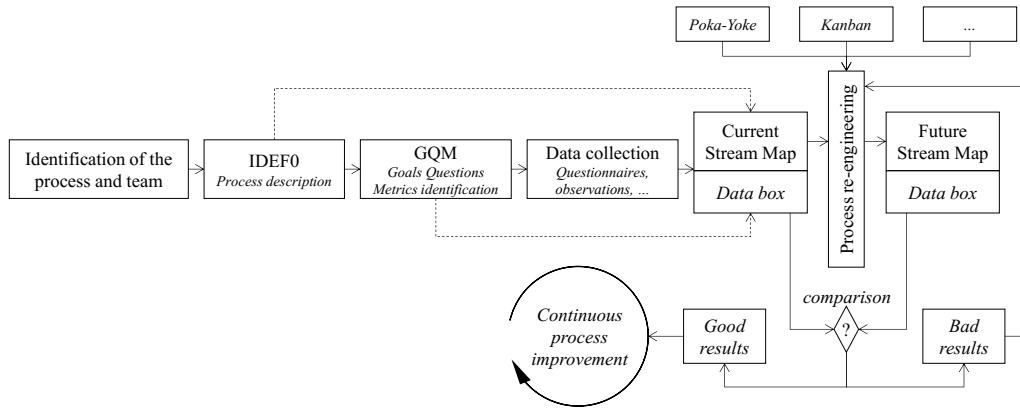 Poka-Yoke
Kanban
...
Identification of the
process and team
IDEF0
Process description
GQM
Goals Questions
Metrics identification
Data collection
Questionnaires,
observations, ...
Current
Stream Map
Data box
Process re-engineering
Future
Stream Map
Data box
comparison
?
Continuous
process
improvement
Good
results
Bad
results